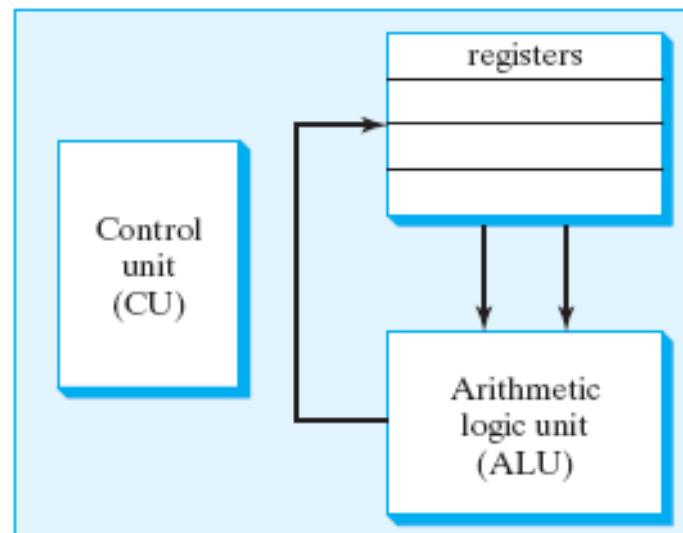 registers
Control
unit
(CU)
Arithmetic
logic unit
(ALU)